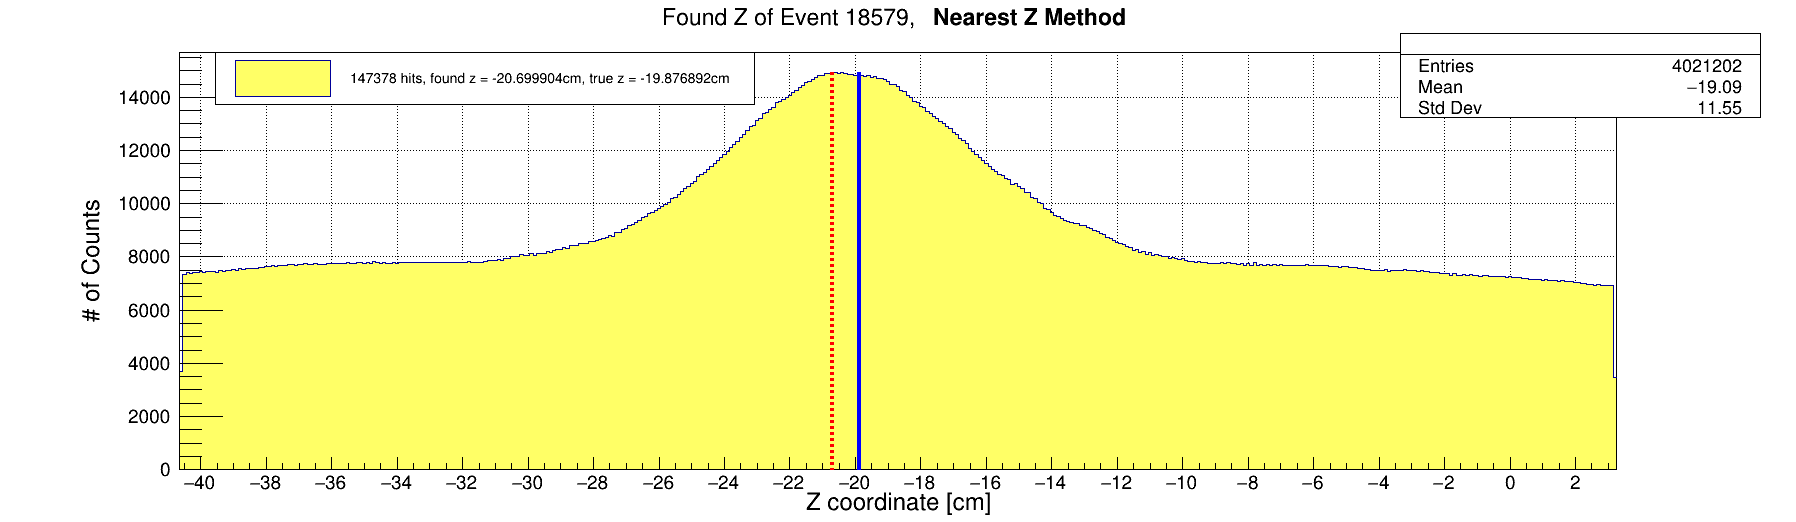 Found Z of Event 18579, Nearest Z Method
147378 hits, found z = -20.699904cm, true z = -19.876892cm
Entries 4021202
Mean −19.09
Std Dev 11.55
# of Counts
14000
12000
10000
8000
6000
4000
2000
0
−40 −38 −36 −34 −32 −30 −28 −26 −24 −22 −20 −18 −16 −14 −12 −10 −8 −6 −4 −2 0 2
Z coordinate [cm]